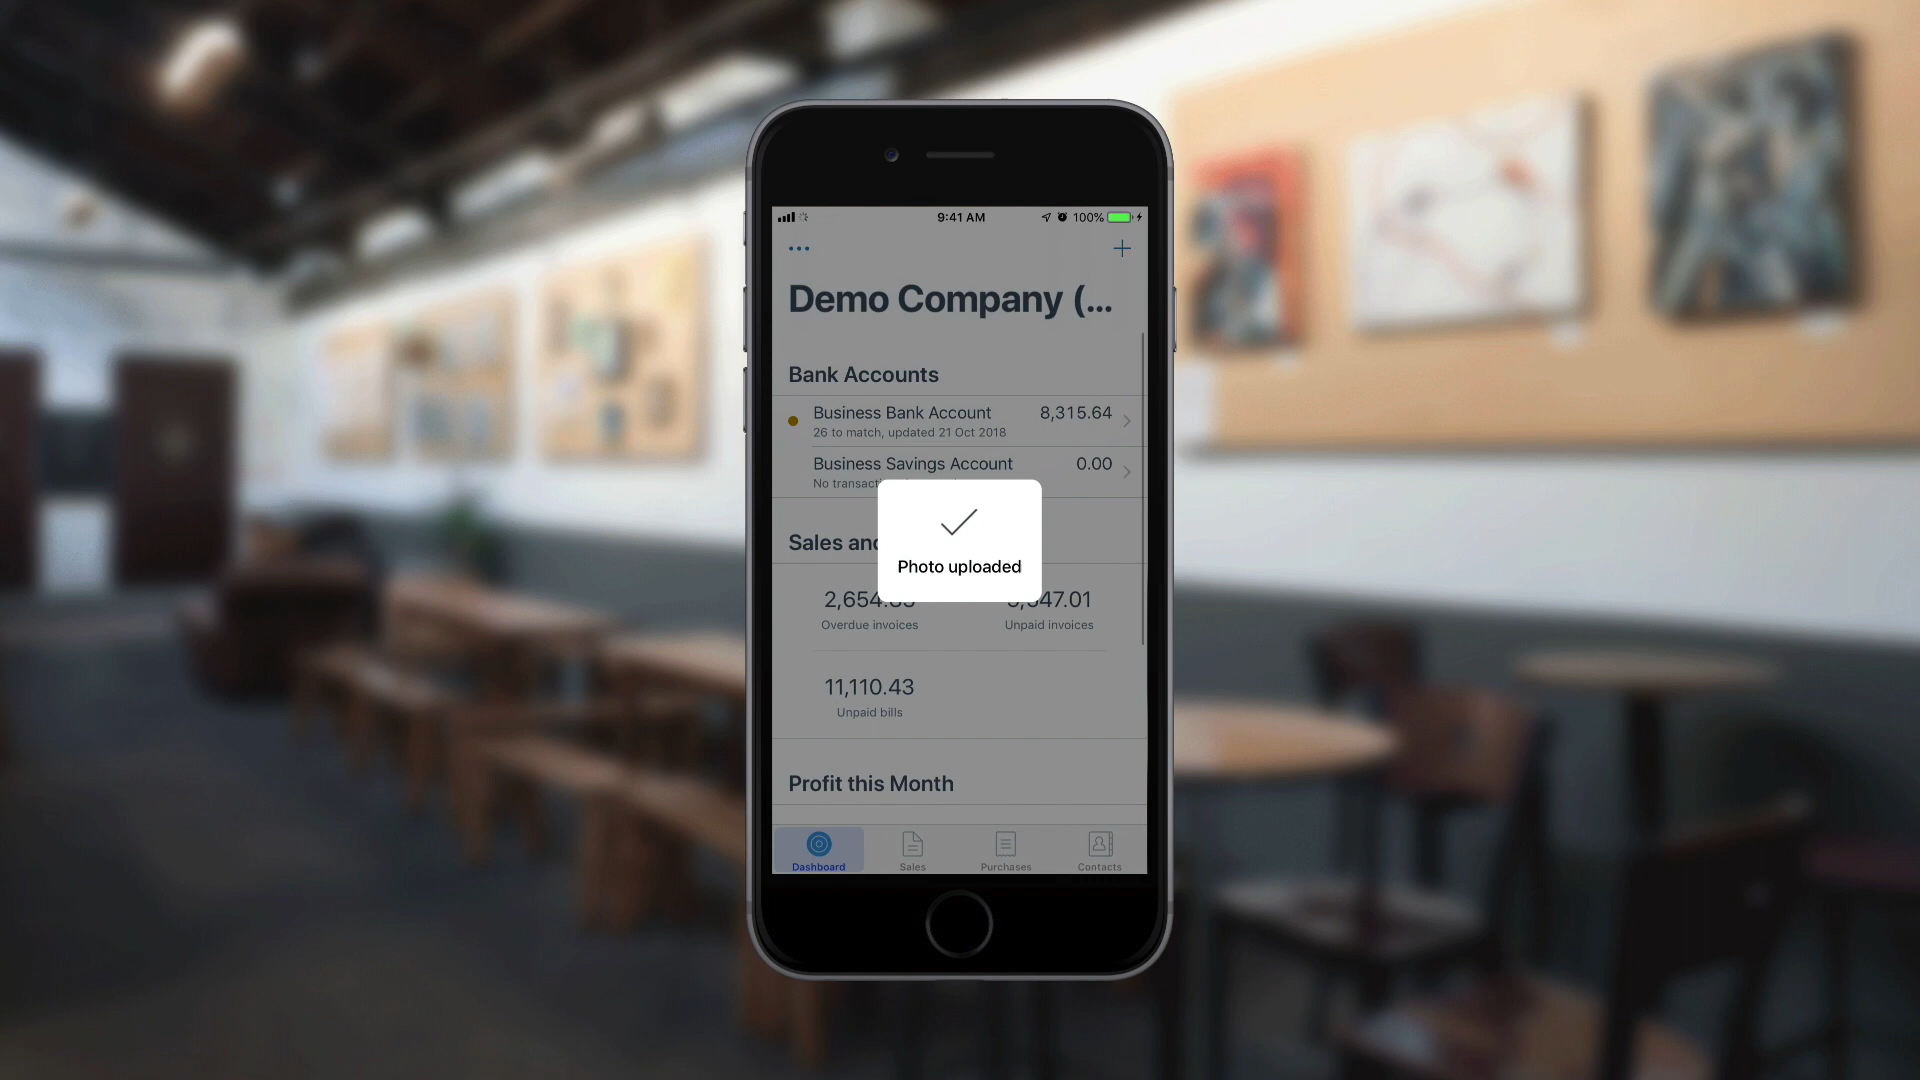 9:41 AM 100%
Demo Company (...
Bank Accounts
Business Bank Account 8,315.64
26 to match, updated 21 Oct 2018
Business Savings Account 0.00
No
Photo uploaded
Sales
Overdue invoices Unpaid invoices
11,110.43
Unpaid bills
Profit this Month
Dashboard Sales Purchases Contacts